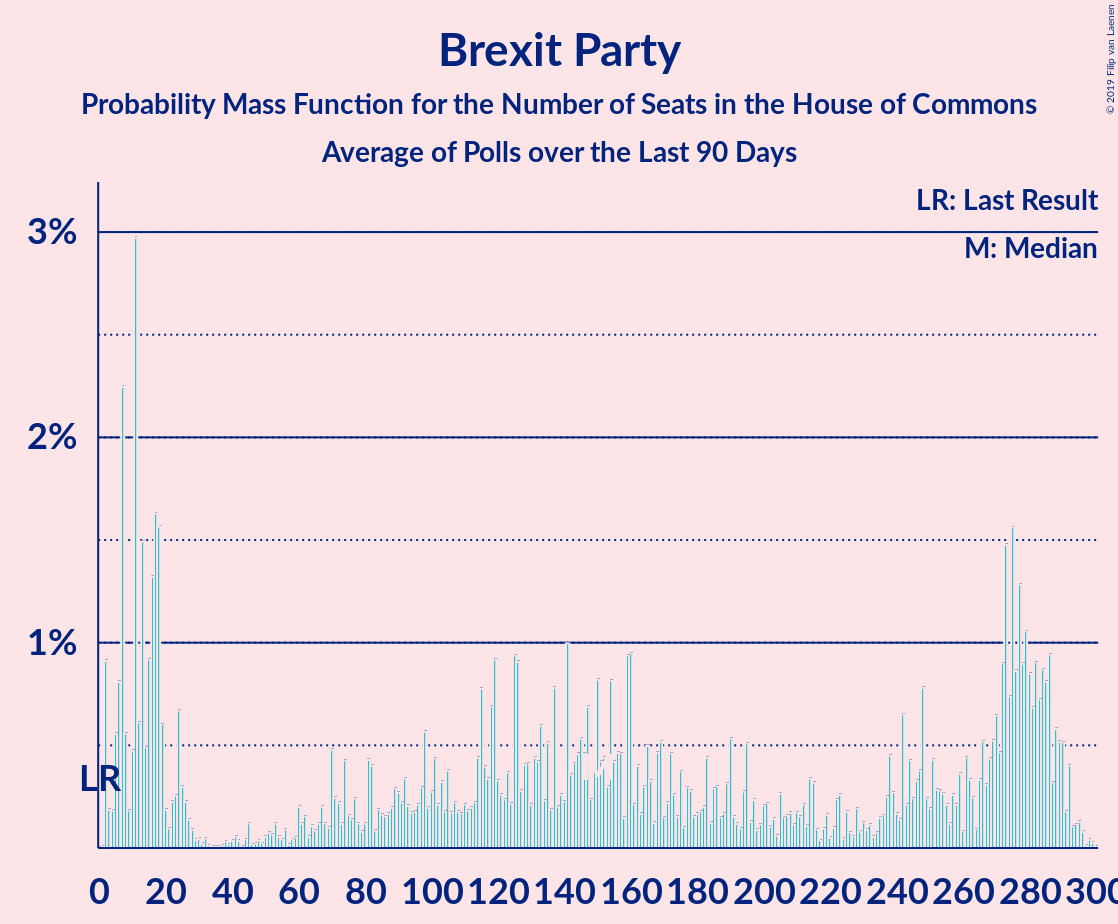 Brexit Party
Probability Mass Function for the Number of Seats in the House of Commons
Average of Polls over the Last 90 Days
© 2019 Filip van Laenen
LR: Last Result
M: Median
3%
2%
1%
LR
0 20 40 60 80 100 120 140 160 180 200 220 240 260 280 300